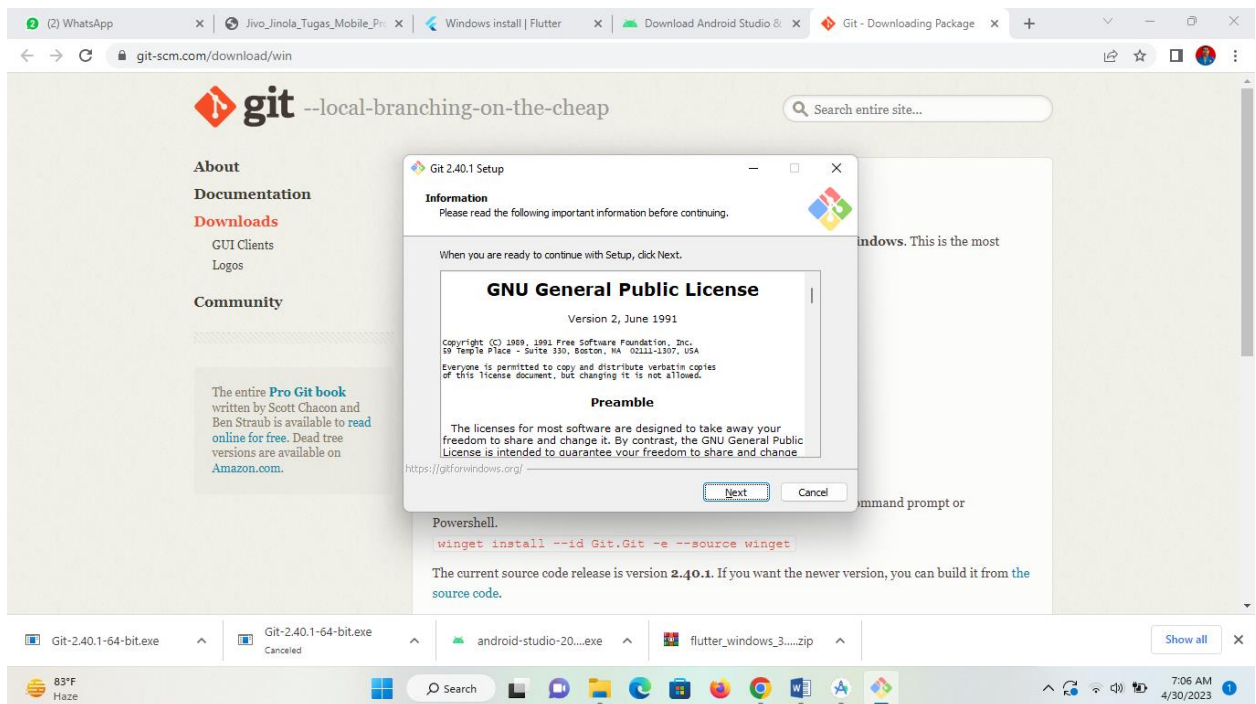 (2) WhatsApp
Jivo_Jinola_Tugas_Mobile_Pro
Windows install | Flutter
Download Android Studio &
Git - Downloading Package
git-scm.com/download/win
git --local-branching-on-the-cheap
Search entire site...
About
Documentation
Downloads
GUI Clients
Logos
Community
The entire Pro Git book
written by Scott Chacon and
Ben Straub is available to read
online for free. Dead tree
versions are available on
Amazon.com.
Git 2.40.1 Setup
Information
Please read the following important information before continuing.
When you are ready to continue with Setup, click Next.
GNU General Public License
Version 2, June 1991
Copyright (C) 1989, 1991 Free Software Foundation, Inc.
59 Temple Place - Suite 330, Boston, MA 02111-1307, USA
Everyone is permitted to copy and distribute verbatim copies
of this license document, but changing it is not allowed.
Preamble
The licenses for most software are designed to take away your
freedom to share and change it. By contrast, the GNU General Public
License is intended to guarantee your freedom to share and change
https://gitforwindows.org/
Next
Cancel
indows. This is the most
ommand prompt or
Powershell.
winget install --id Git.Git -e --source winget
The current source code release is version 2.40.1. If you want the newer version, you can build it from the
source code.
Git-2.40.1-64-bit.exe
Git-2.40.1-64-bit.exe
Canceled
android-studio-20....exe
flutter_windows_3.....zip
Show all
83°F
Haze
Search
7:06 AM
4/30/2023
1